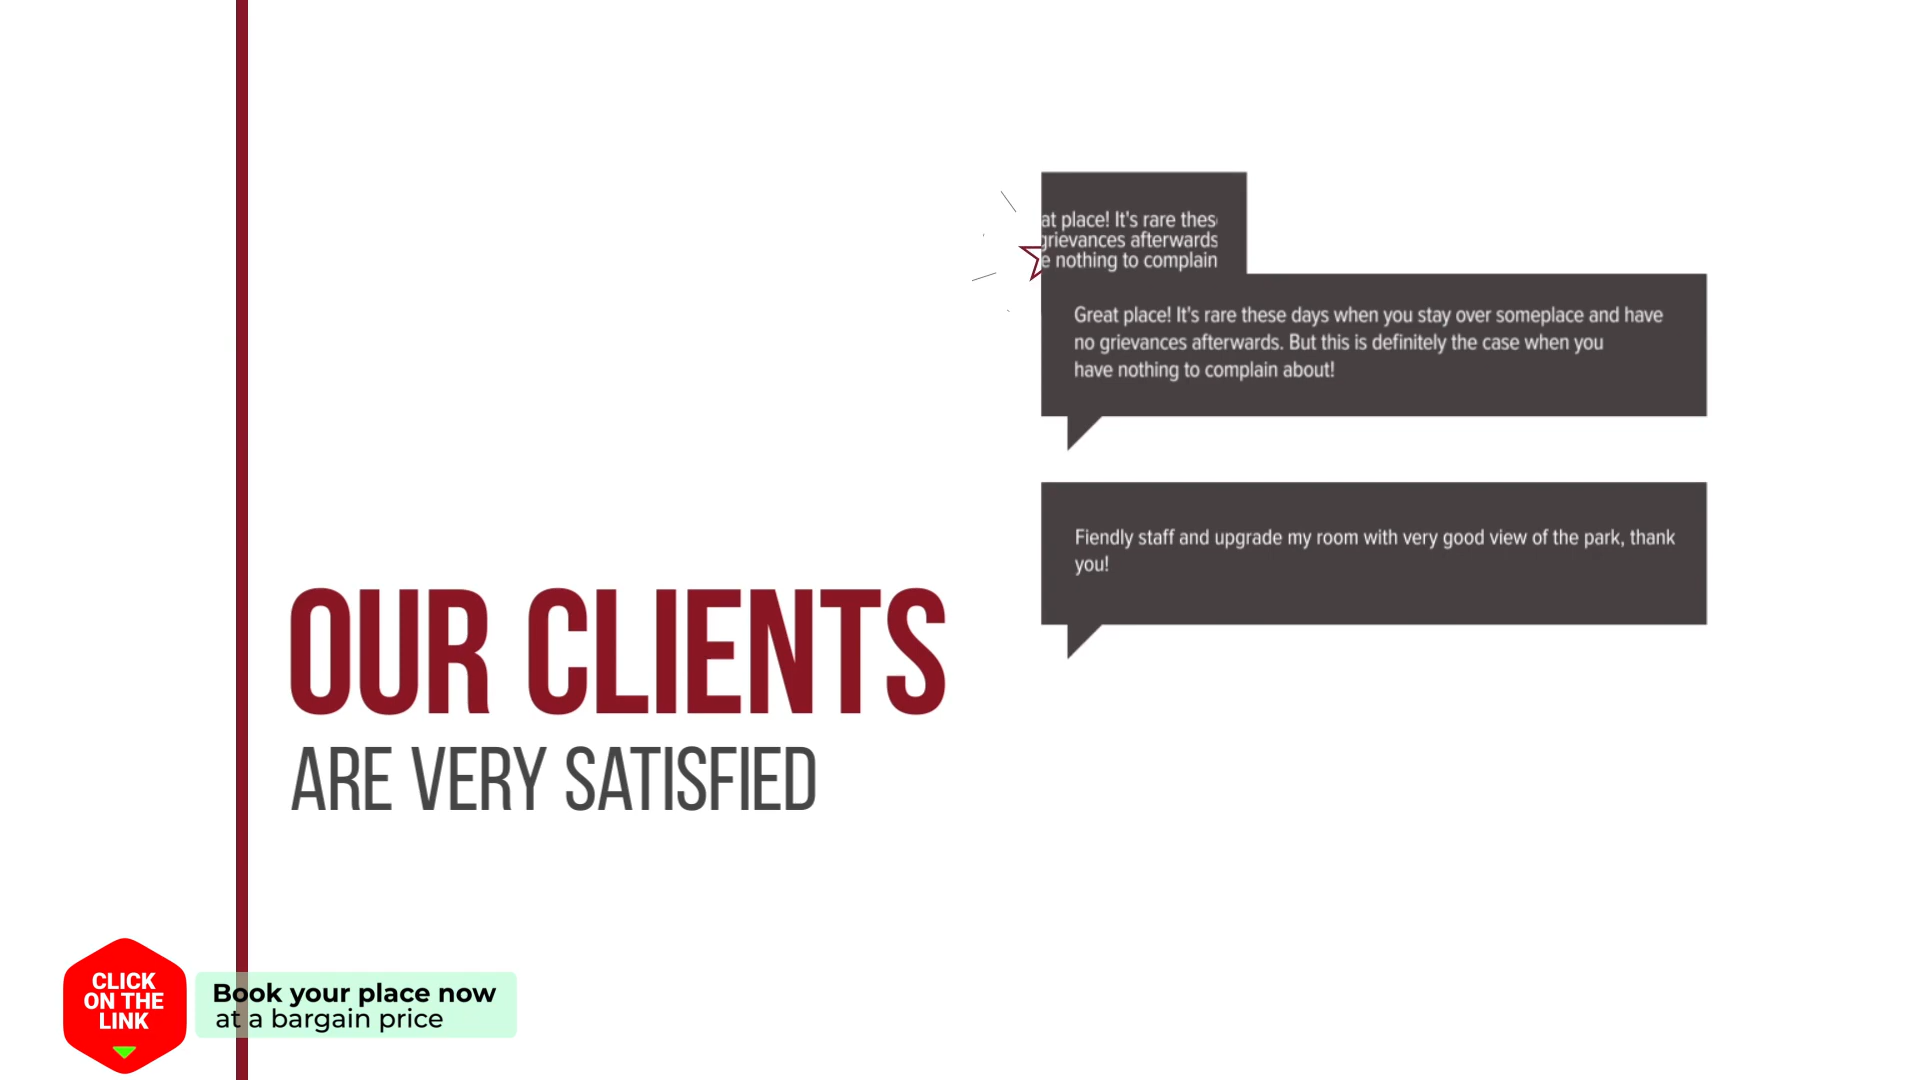 at place! It's rare thes
grievances afterwards
e nothing to complain
Great place! It's rare these days when you stay over someplace and have
no grievances afterwards. But this is definitely the case when you
have nothing to complain about!
Fiendly staff and upgrade my room with very good view of the park, thank
you!
OUR CLIENTS
ARE VERY SATISFIED
CLICK
ON THE
LINK
Book your place now
at a bargain price